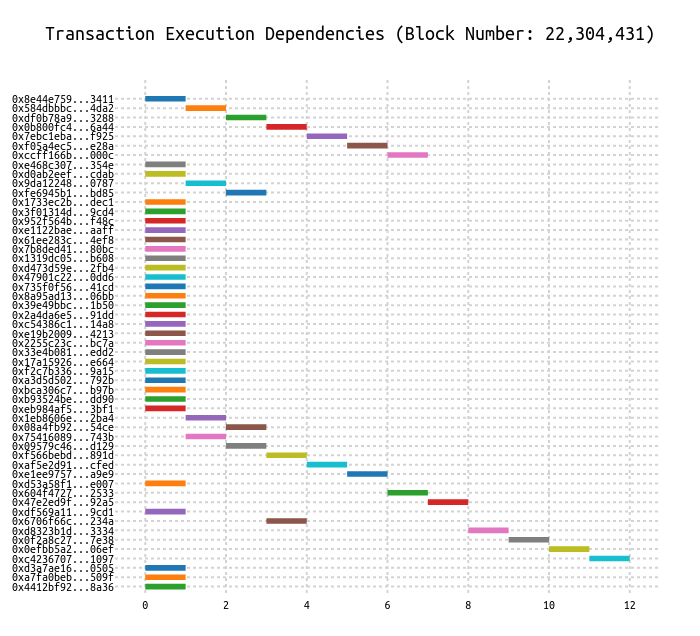 Transaction Execution Dependencies (Block Number: 22,304,431)
0x8e44e759...3411
0x584dbbbc...4da2
0xdf0b78a9...3288
0x0b800fc4...6a44
0x7ebc1eba...f925
0xf05a4ec5...e28a
0xccff166b...000c
0xe468c307...354e
0xd0ab2eef...cdab
0x9da12248...0787
0xfe6945b1...bd85
0x1733ec2b...dec1
0x3f01314d...9cd4
0x952f564b...f48c
0xe1122bae...aaff
0x61ee283c...4ef8
0x7b8ded41...80bc
0x1319dc05...b608
0xd473d59e...2fb4
0x47901c22...0dd6
0x735f0f56...41cd
0x8a95ad13...06bb
0x39e49bbc...1b50
0x2a4da6e5...91dd
0xc54386c1...14a8
0xe19b2009...4213
0x2255c23c...bc7a
0x33e4b081...edd2
0x17a15926...e664
0xf2c7b336...9a15
0xa3d5d502...792b
0xbca306c7...b97b
0xb93524be...dd90
0xeb984af5...3bf1
0x1eb8606e...2ba4
0x08a4fb92...54ce
0x75416089...743b
0x09579c46...d129
0xf566bebd...891d
0xaf5e2d91...cfed
0xe1ee9757...a9e9
0xd53a58f1...e007
0x604f4727...2533
0x47e2ed9f...92a5
0xdf569a11...9cd1
0x6706f66c...234a
0xd8323b1d...3334
0x0f2a8c27...7e38
0x0efbb5a2...06ef
0xc4236707...1097
0xd3a7ae16...0505
0xa7fa0beb...509f
0x4412bf92...8a36
0 2 4 6 8 10 12